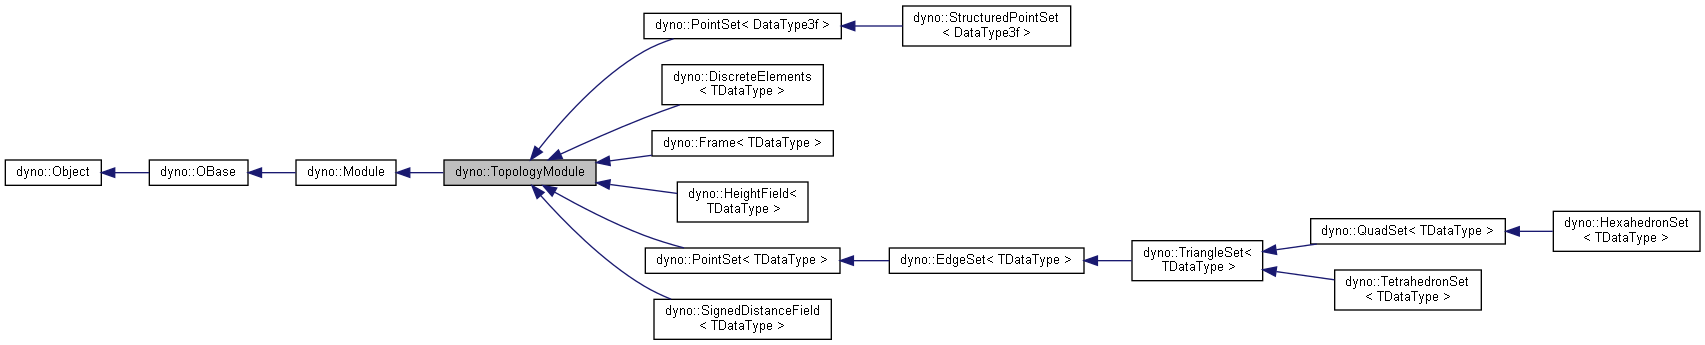 dyno::PointSet< DataType3f >
dyno::StructuredPointSet
< DataType3f >
dyno::DiscreteElements
< TDataType >
dyno::Frame< TDataType >
dyno::Object
dyno::OBase
dyno::Module
dyno::TopologyModule
dyno::HeightField<
TDataType >
dyno::PointSet< TDataType >
dyno::EdgeSet< TDataType >
dyno::TriangleSet<
TDataType >
dyno::QuadSet< TDataType >
dyno::HexahedronSet
< TDataType >
dyno::TetrahedronSet
< TDataType >
dyno::SignedDistanceField
< TDataType >